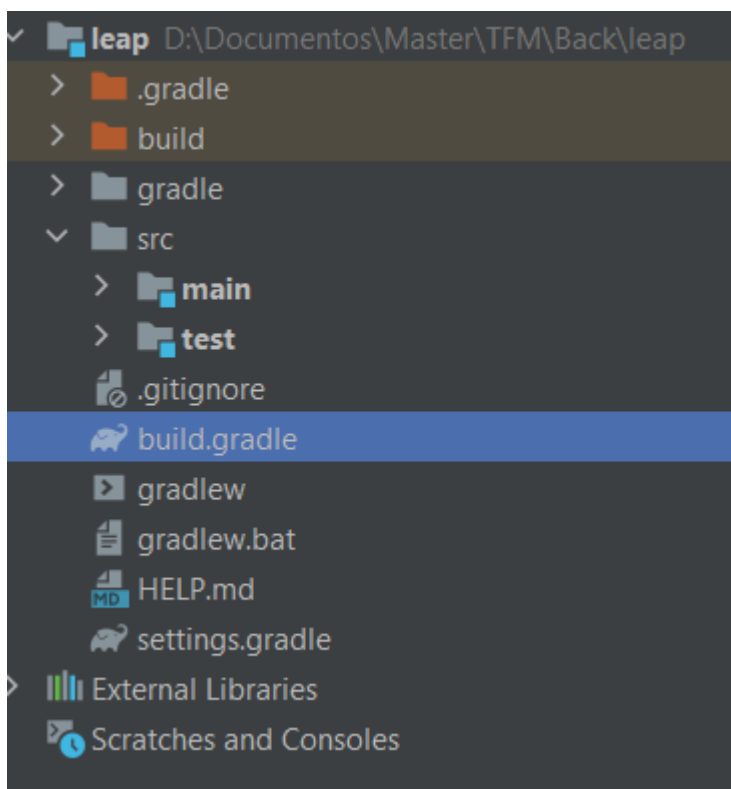 leap D:\Documentos\Master\TFM\Back\leap
.gradle
build
gradle
src
main
test
.gitignore
build.gradle
gradlew
gradlew.bat
MD HELP.md
settings.gradle
External Libraries
Scratches and Consoles